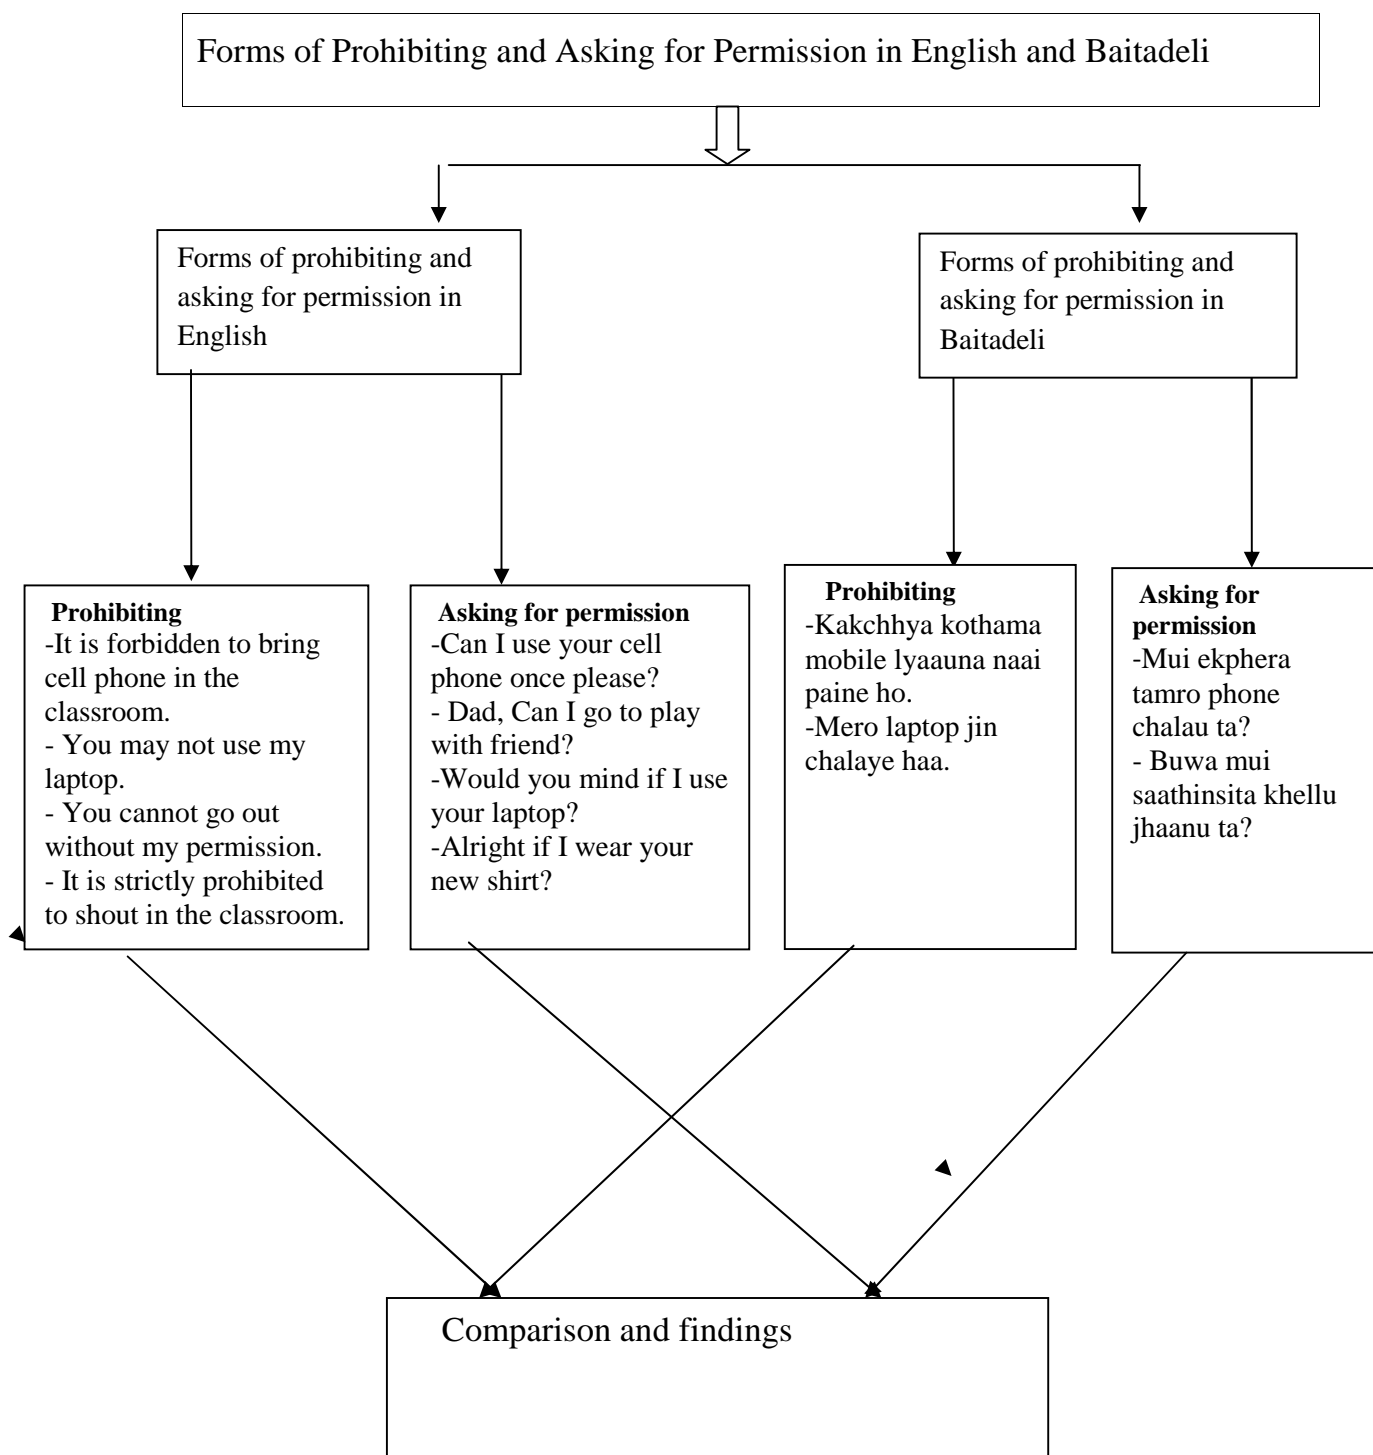 Forms of Prohibiting and Asking for Permission in English and Baitadeli
Forms of prohibiting and
asking for permission in
English
Forms of prohibiting and
asking for permission in
Baitadeli
Prohibiting
-It is forbidden to bring
cell phone in the
classroom.
- You may not use my
laptop.
- You cannot go out
without my permission.
- It is strictly prohibited
to shout in the classroom.
Asking for permission
-Can I use your cell
phone once please?
- Dad, Can I go to play
with friend?
-Would you mind if I use
your laptop?
-Alright if I wear your
new shirt?
Prohibiting
-Kakchhya kothama
mobile lyaauna naai
paine ho.
-Mero laptop jin
chalaye haa.
Asking for
permission
-Mui ekphera
tamro phone
chalau ta?
- Buwa mui
saathinsita khellu
jhaanu ta?
Comparison and findings